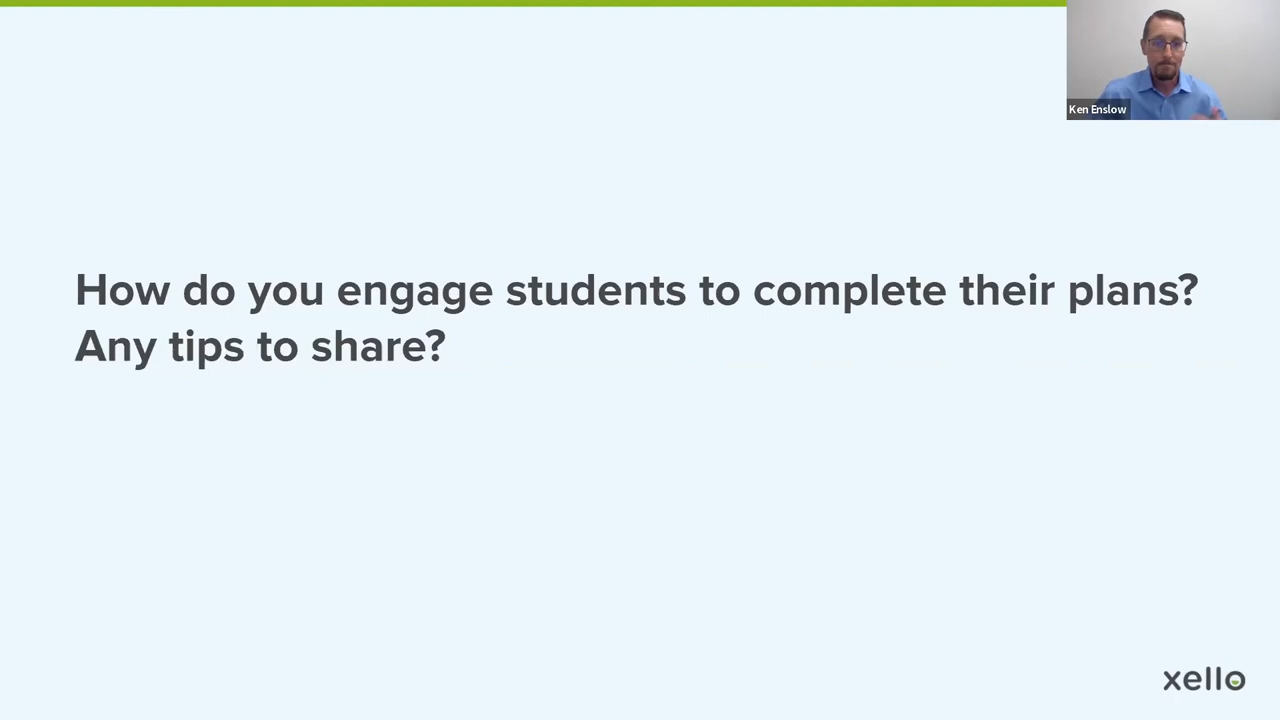 Ken Enslow
How do you engage students to complete their plans?
Any tips to share?
xello